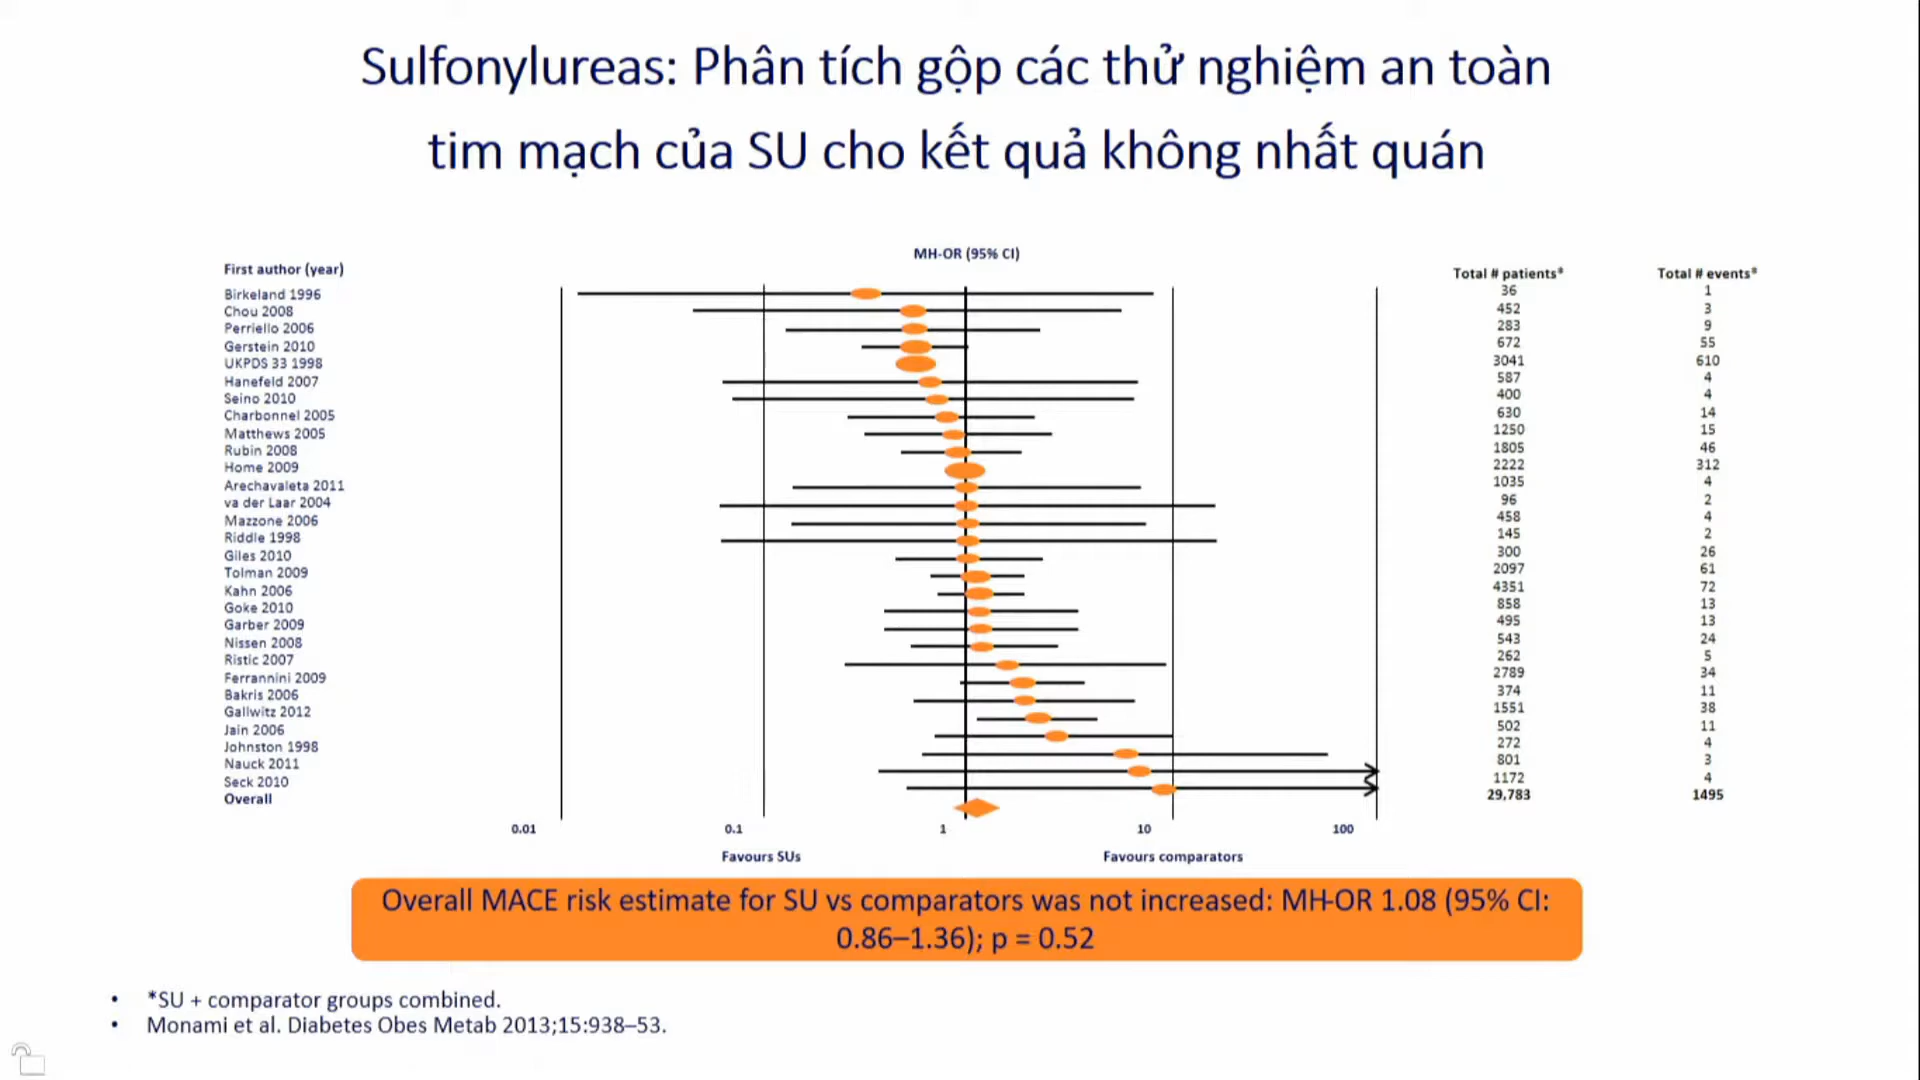 Sulfonylureas: Phân tích gộp các thử nghiệm an toàn
tim mạch của SU cho kết quả không nhất quán
MH-OR (95% CI)
First author (year) Total # patients* Total # events*
Birkeland 1996 36 1
Chou 2008 452 3
Perriello 2006 283 9
Gerstein 2010 672 55
UKPDS 33 1998 3041 610
Hanefeld 2007 587 4
Seino 2010 400 4
Charbonnel 2005 630 14
Matthews 2005 1250 15
Rubin 2008 1805 46
Home 2009 2222 312
Arechavaleta 2011 1035 4
va der Laar 2004 96 2
Mazzone 2006 458 4
Riddle 1998 145 2
Giles 2010 300 26
Tolman 2009 2097 61
Kahn 2006 4351 72
Goke 2010 858 13
Garber 2009 495 13
Nissen 2008 543 24
Ristic 2007 262 5
Ferrannini 2009 2789 34
Bakris 2006 374 11
Gallwitz 2012 1551 38
Jain 2006 502 11
Johnston 1998 272 4
Nauck 2011 801 3
Seck 2010 1172 4
Overall 29,783 1495
0.01 0.1 1 10 100
Favours SUs Favours comparators
Overall MACE risk estimate for SU vs comparators was not increased: MH-OR 1.08 (95% CI:
0.86–1.36); p = 0.52
• *SU + comparator groups combined.
• Monami et al. Diabetes Obes Metab 2013;15:938–53.